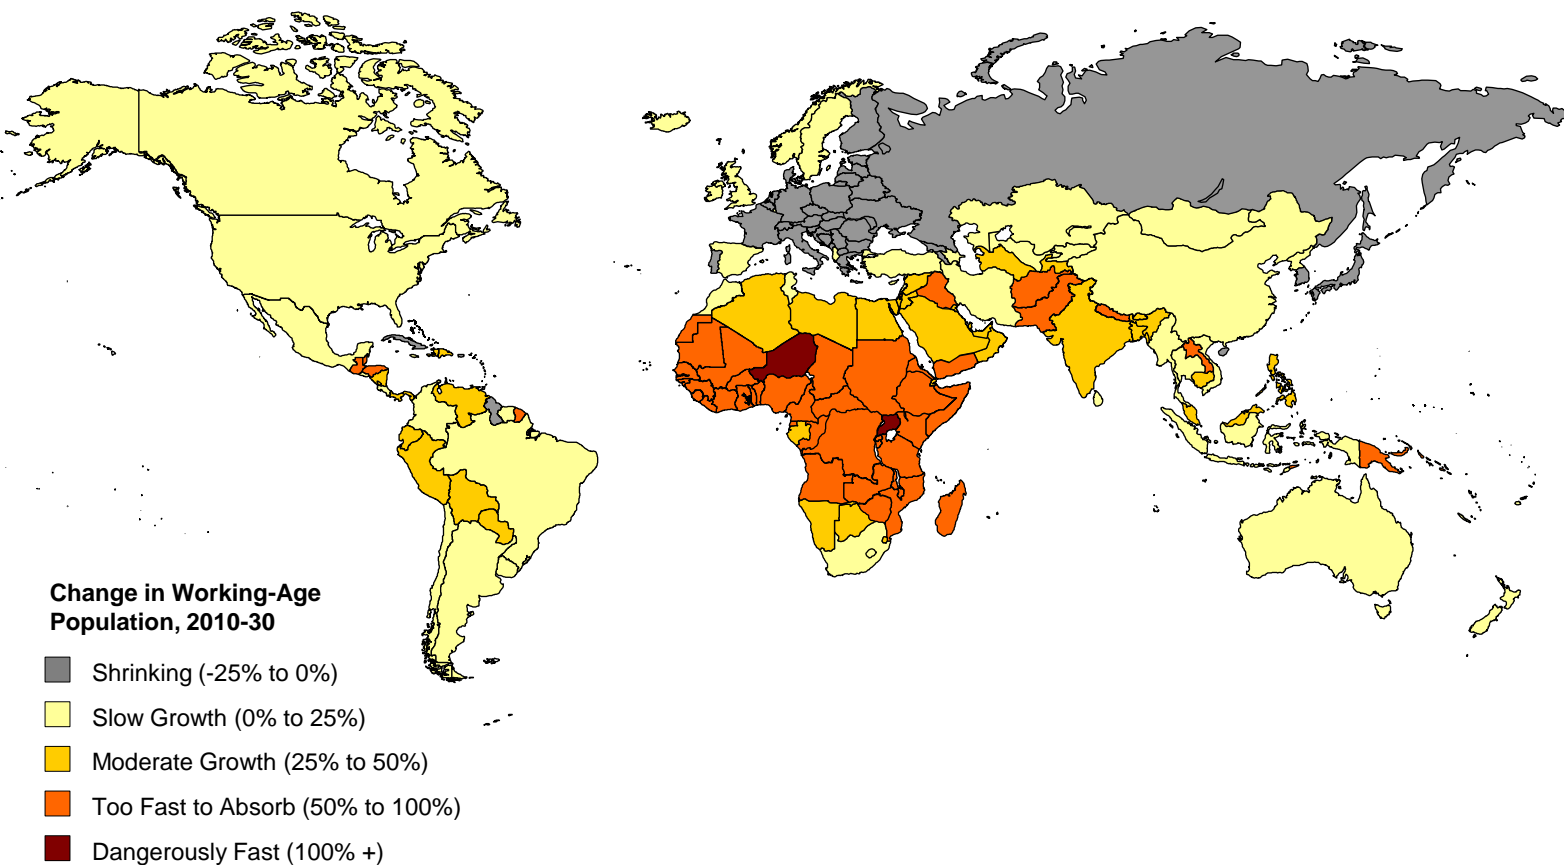 Change in Working-Age
Population, 2010-30
Shrinking (-25% to 0%)
Slow Growth (0% to 25%)
Moderate Growth (25% to 50%)
Too Fast to Absorb (50% to 100%)
Dangerously Fast (100% +)